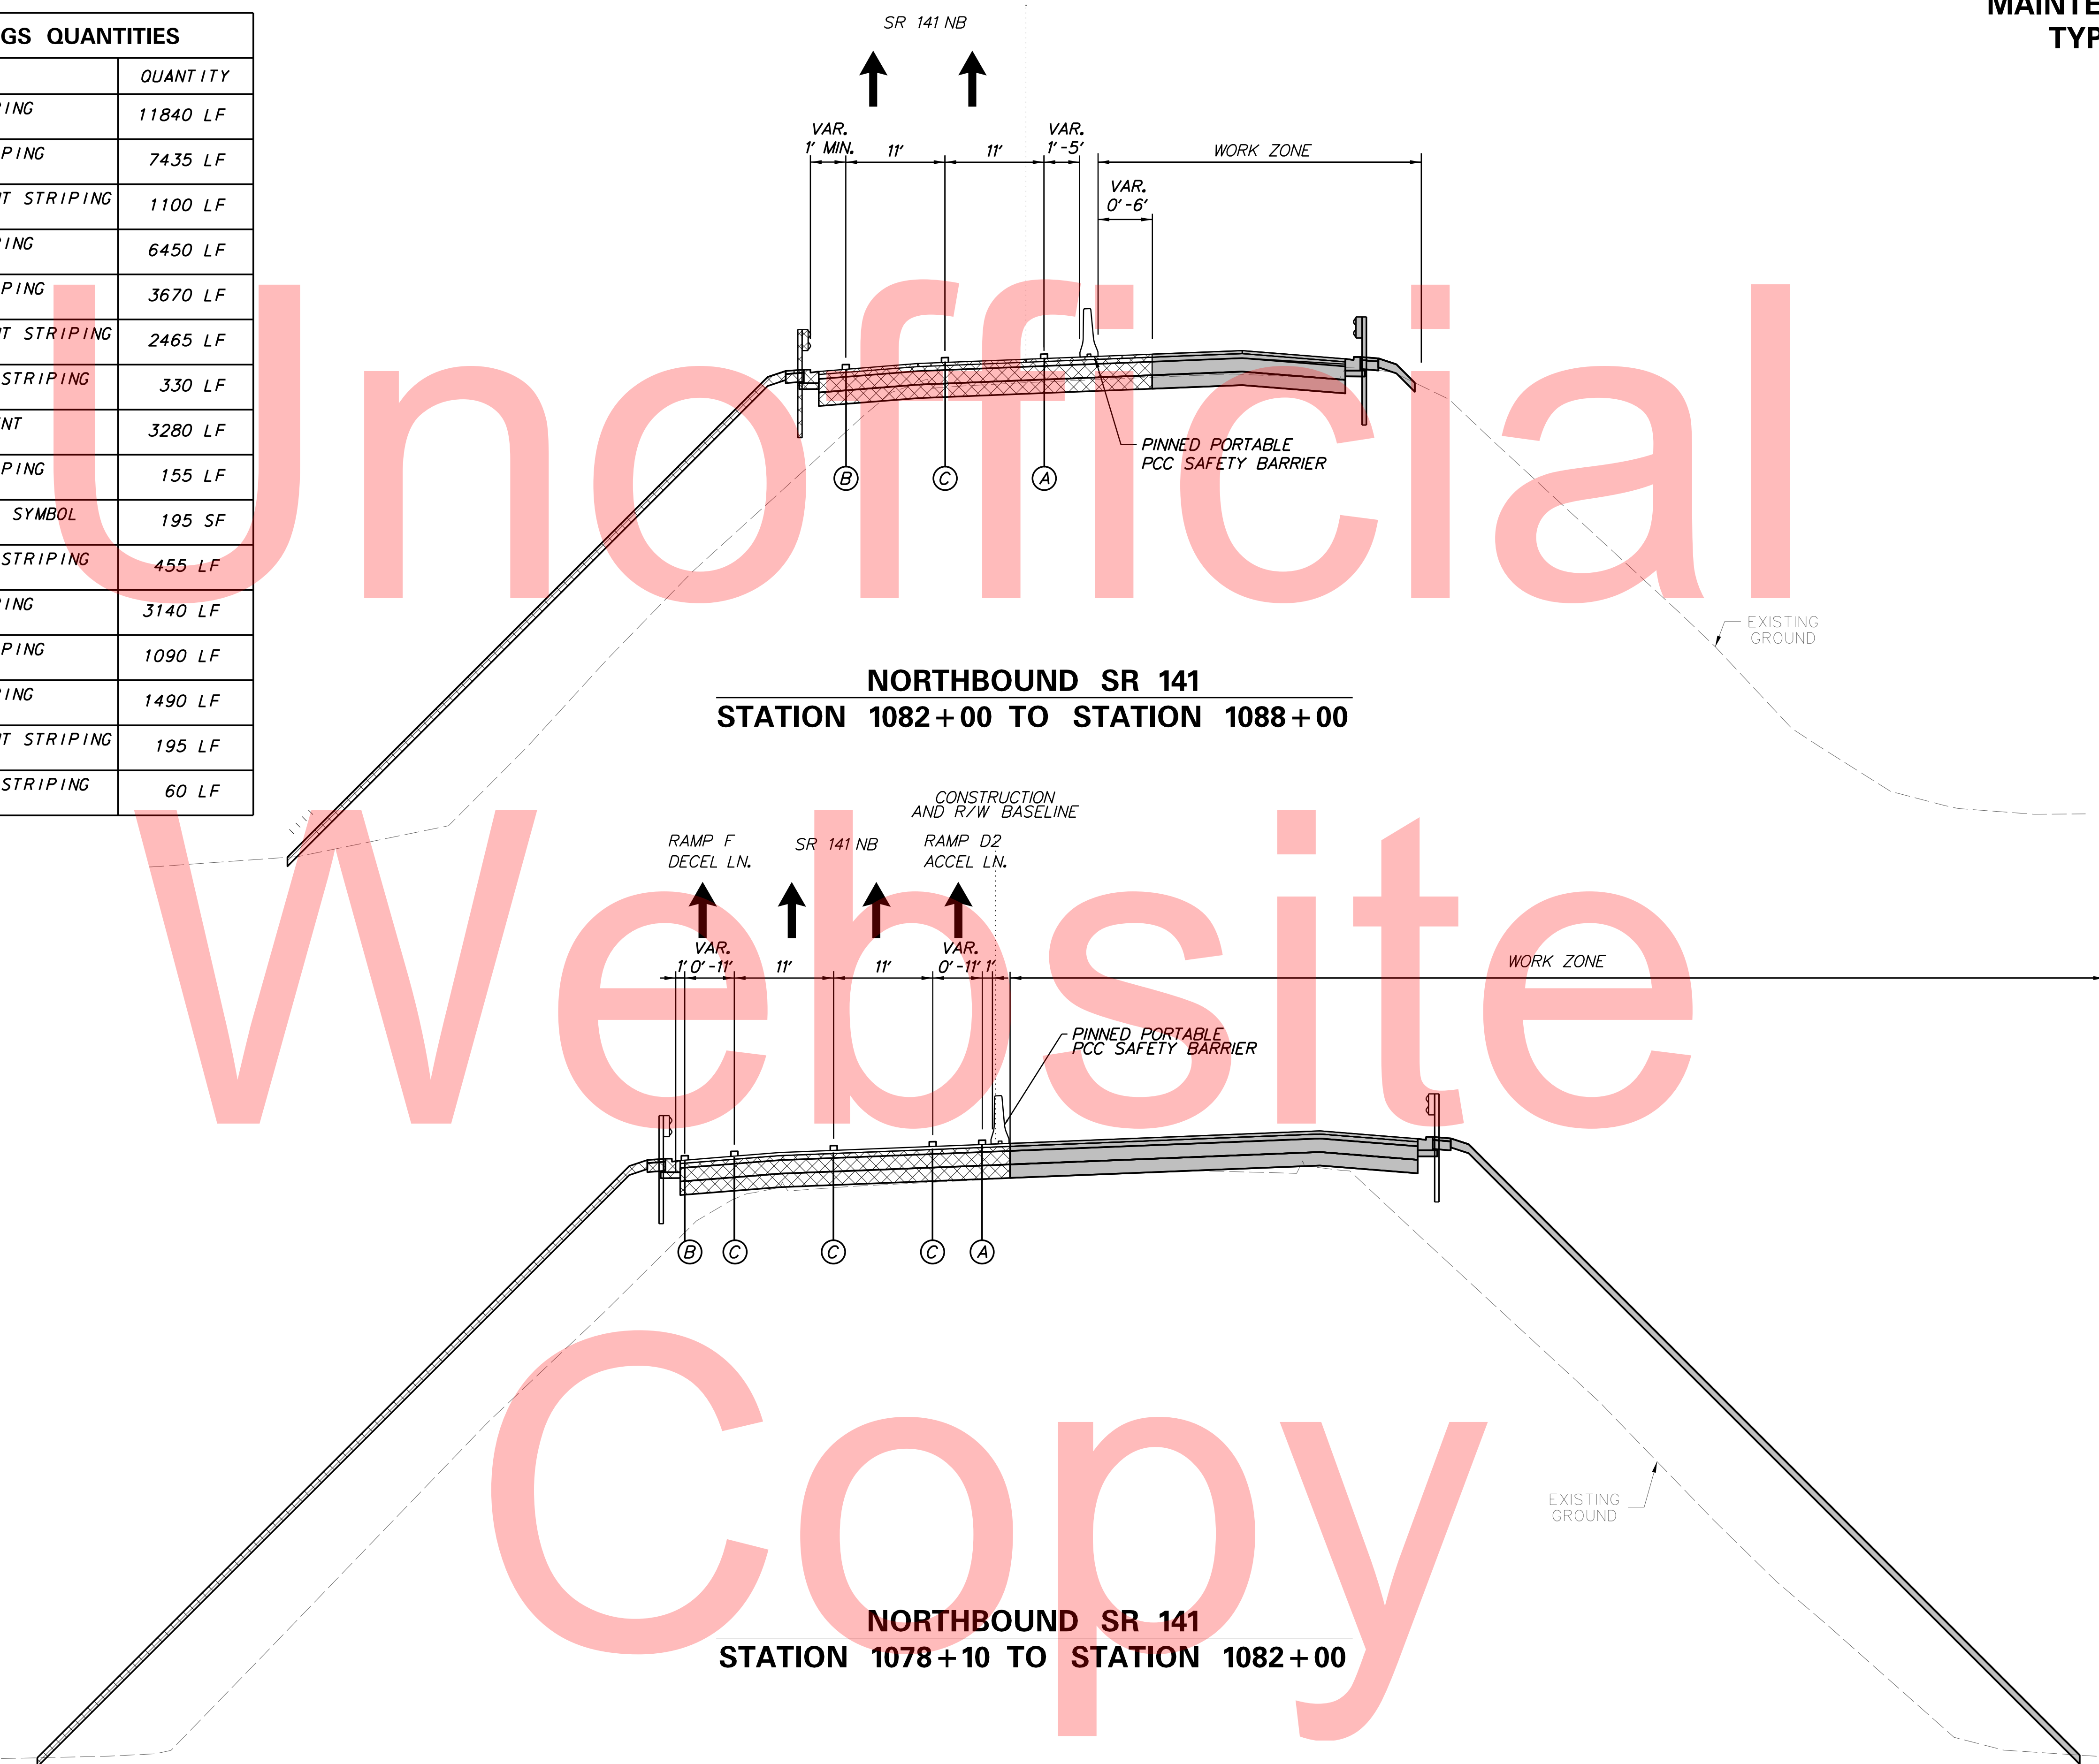 MAINTE
TYP
GS QUANTITIES
QUANTITY
ING 11840 LF
PING 7435 LF
T STRIPING 1100 LF
ING 6450 LF
PING 3670 LF
T STRIPING 2465 LF
STRIPING 330 LF
NT 3280 LF
PING 155 LF
SYMBOL 195 SF
STRIPING 455 LF
ING 3140 LF
PING 1090 LF
ING 1490 LF
T STRIPING 195 LF
STRIPING 60 LF
SR 141 NB
VAR.
1' MIN.
11'
11'
VAR.
1'-5'
WORK ZONE
VAR.
0'-6'
PINNED PORTABLE
PCC SAFETY BARRIER
B
C
A
EXISTING
GROUND
NORTHBOUND SR 141
STATION 1082+00 TO STATION 1088+00
CONSTRUCTION
AND R/W BASELINE
RAMP F
DECEL LN.
SR 141 NB
RAMP D2
ACCEL LN.
VAR.
1' 0'-11'
11'
11'
VAR.
0'-11' 1'
WORK ZONE
PINNED PORTABLE
PCC SAFETY BARRIER
B
C
C
C
A
EXISTING
GROUND
NORTHBOUND SR 141
STATION 1078+10 TO STATION 1082+00
Unofficial
Website
Copy